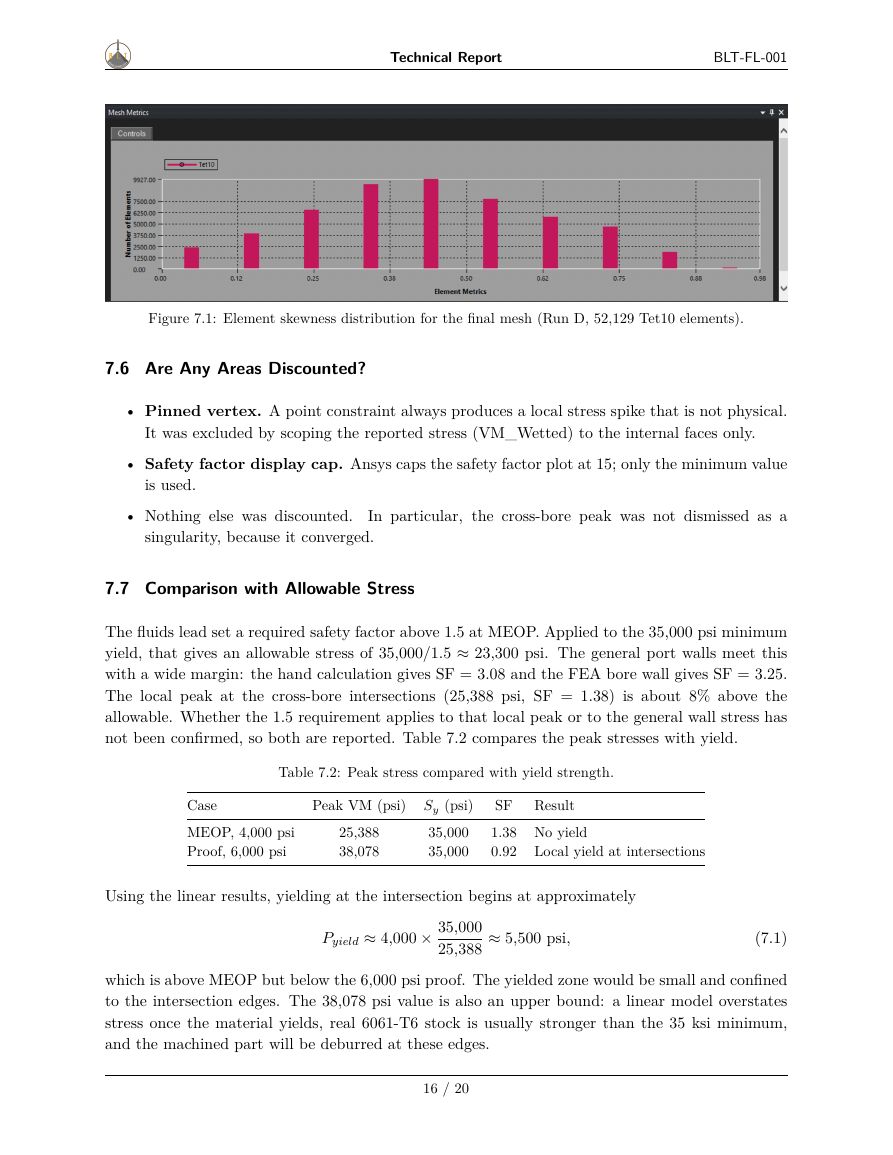 Technical Report
BLT-FL-001
Mesh Metrics
Controls
Tet10
9927.00
7500.00
6250.00
5000.00
3750.00
2500.00
1250.00
0.00
Number of Elements
0.00 0.12 0.25 0.38 0.50 0.62 0.75 0.88 0.98
Element Metrics
Figure 7.1: Element skewness distribution for the final mesh (Run D, 52,129 Tet10 elements).
7.6 Are Any Areas Discounted?
• Pinned vertex. A point constraint always produces a local stress spike that is not physical.
It was excluded by scoping the reported stress (VM_Wetted) to the internal faces only.
• Safety factor display cap. Ansys caps the safety factor plot at 15; only the minimum value
is used.
• Nothing else was discounted. In particular, the cross-bore peak was not dismissed as a
singularity, because it converged.
7.7 Comparison with Allowable Stress
The fluids lead set a required safety factor above 1.5 at MEOP. Applied to the 35,000 psi minimum
yield, that gives an allowable stress of 35,000/1.5 ≈ 23,300 psi. The general port walls meet this
with a wide margin: the hand calculation gives SF = 3.08 and the FEA bore wall gives SF = 3.25.
The local peak at the cross-bore intersections (25,388 psi, SF = 1.38) is about 8% above the
allowable. Whether the 1.5 requirement applies to that local peak or to the general wall stress has
not been confirmed, so both are reported. Table 7.2 compares the peak stresses with yield.
Table 7.2: Peak stress compared with yield strength.
Case Peak VM (psi) Sy (psi) SF Result
MEOP, 4,000 psi 25,388 35,000 1.38 No yield
Proof, 6,000 psi 38,078 35,000 0.92 Local yield at intersections
Using the linear results, yielding at the intersection begins at approximately
Pyield ≈ 4,000 × 35,000/25,388 ≈ 5,500 psi, (7.1)
which is above MEOP but below the 6,000 psi proof. The yielded zone would be small and confined
to the intersection edges. The 38,078 psi value is also an upper bound: a linear model overstates
stress once the material yields, real 6061-T6 stock is usually stronger than the 35 ksi minimum,
and the machined part will be deburred at these edges.
16 / 20